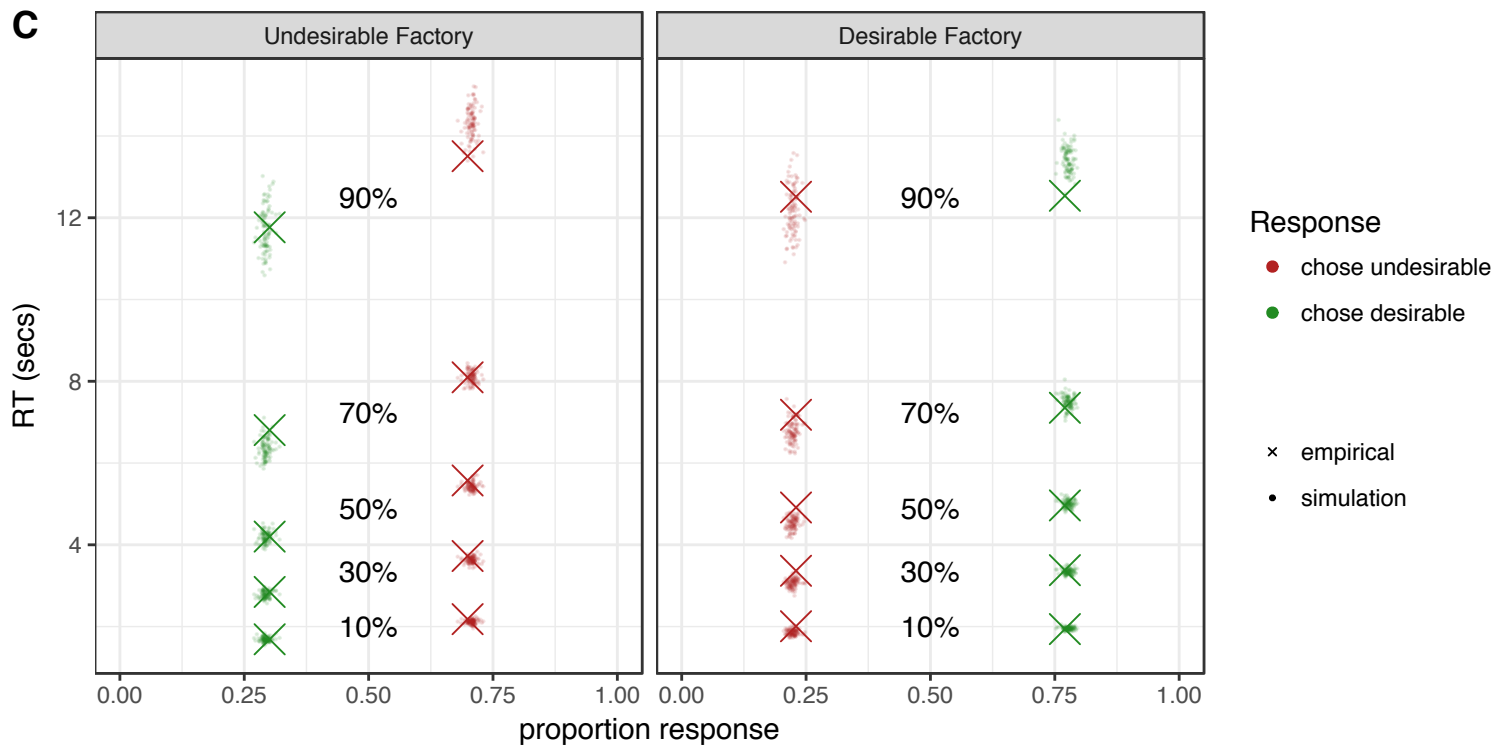 C
Undesirable Factory
Desirable Factory
RT (secs)
12
8
4
90%
70%
50%
30%
10%
90%
70%
50%
30%
10%
0.00 0.25 0.50 0.75 1.00
0.00 0.25 0.50 0.75 1.00
proportion response
Response
chose undesirable
chose desirable
empirical
simulation